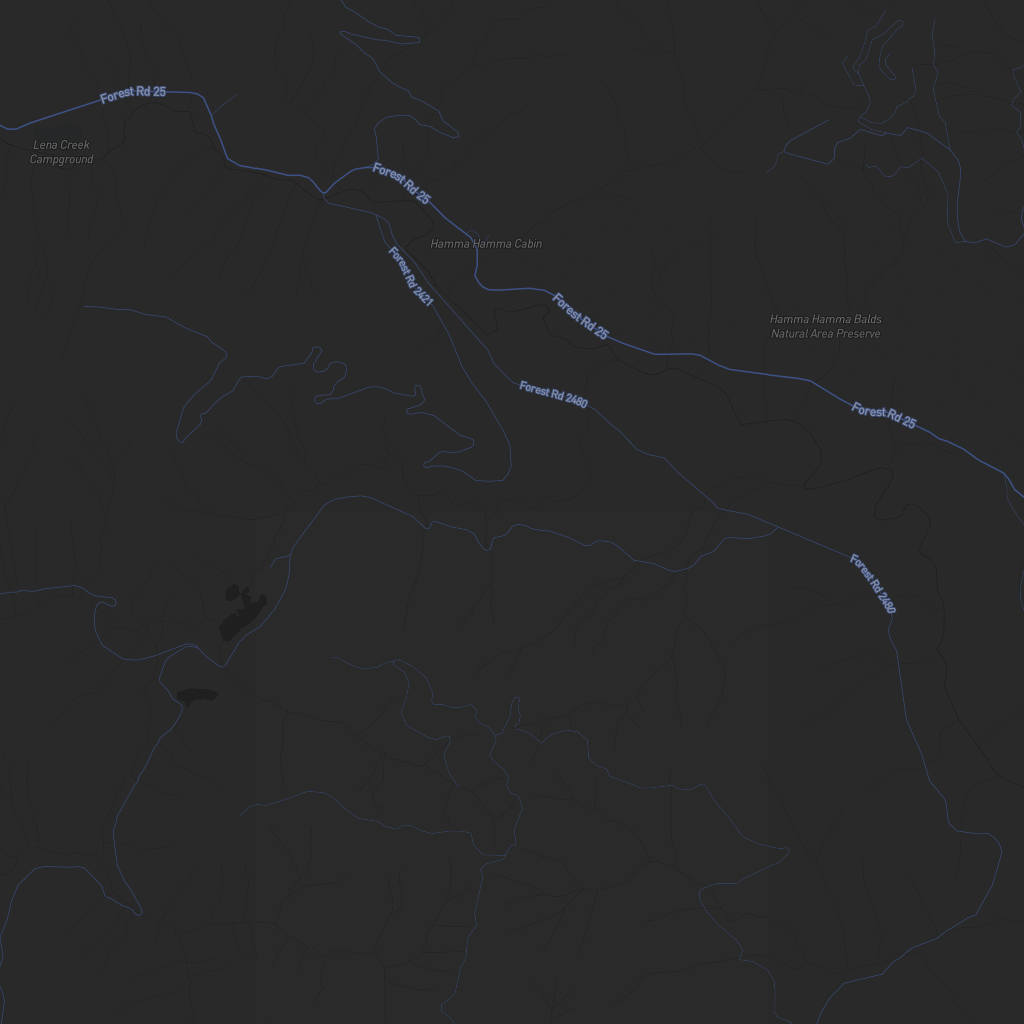 Forest Rd 25
Lena Creek
Campground
Forest Rd 25
Hamma Hamma Cabin
Forest Rd 2421
Forest Rd 25
Hamma Hamma Balds
Natural Area Preserve
Forest Rd 2480
Forest Rd 25
Forest Rd 2480